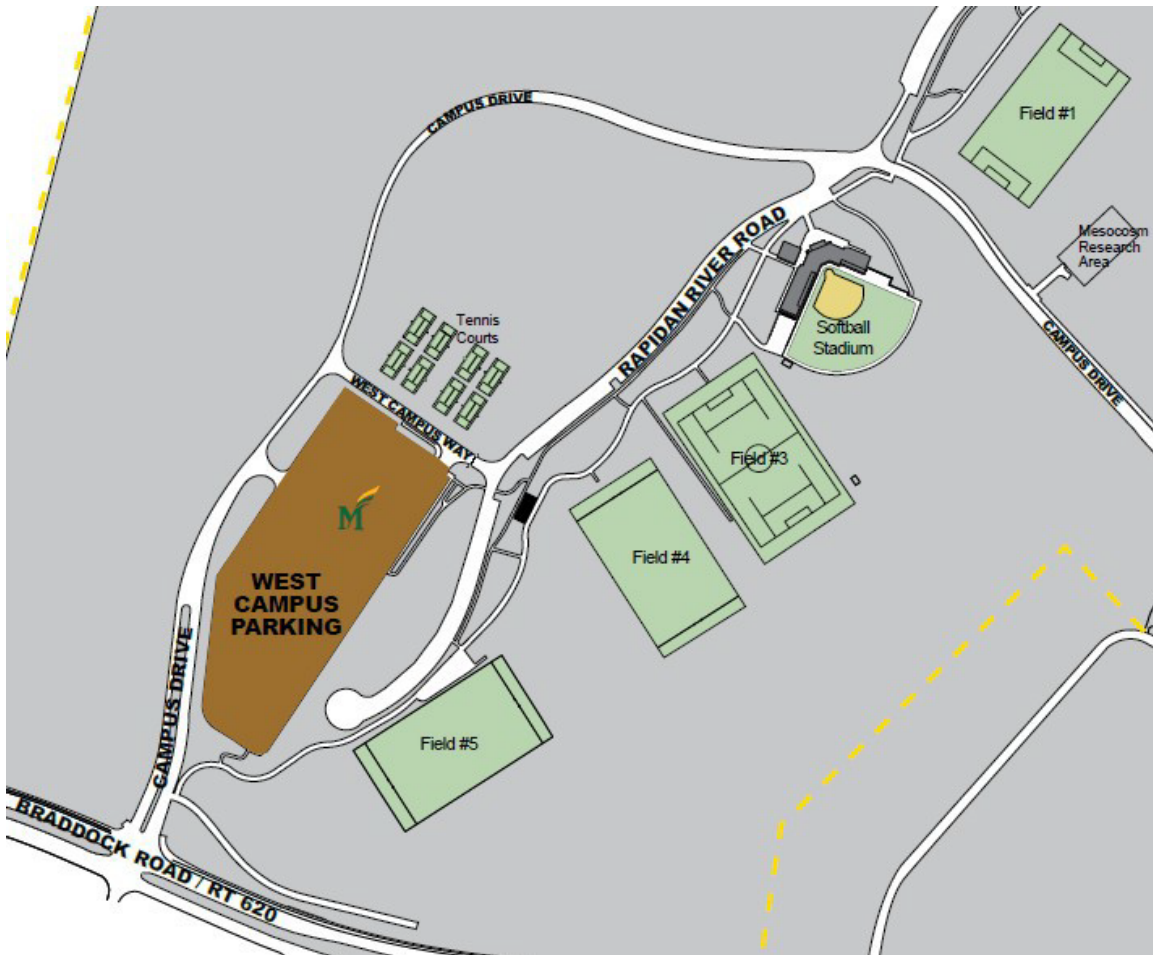 CAMPUS DRIVE
Field #1
RAPIDAN RIVER ROAD
Mesocosm
Research
Area
Tennis
Courts
Softball
Stadium
CAMPUS DRIVE
WEST CAMPUS WAY
Field #3
M
Field #4
WEST
CAMPUS
PARKING
CAMPUS DRIVE
Field #5
BRADDOCK ROAD / RT 620